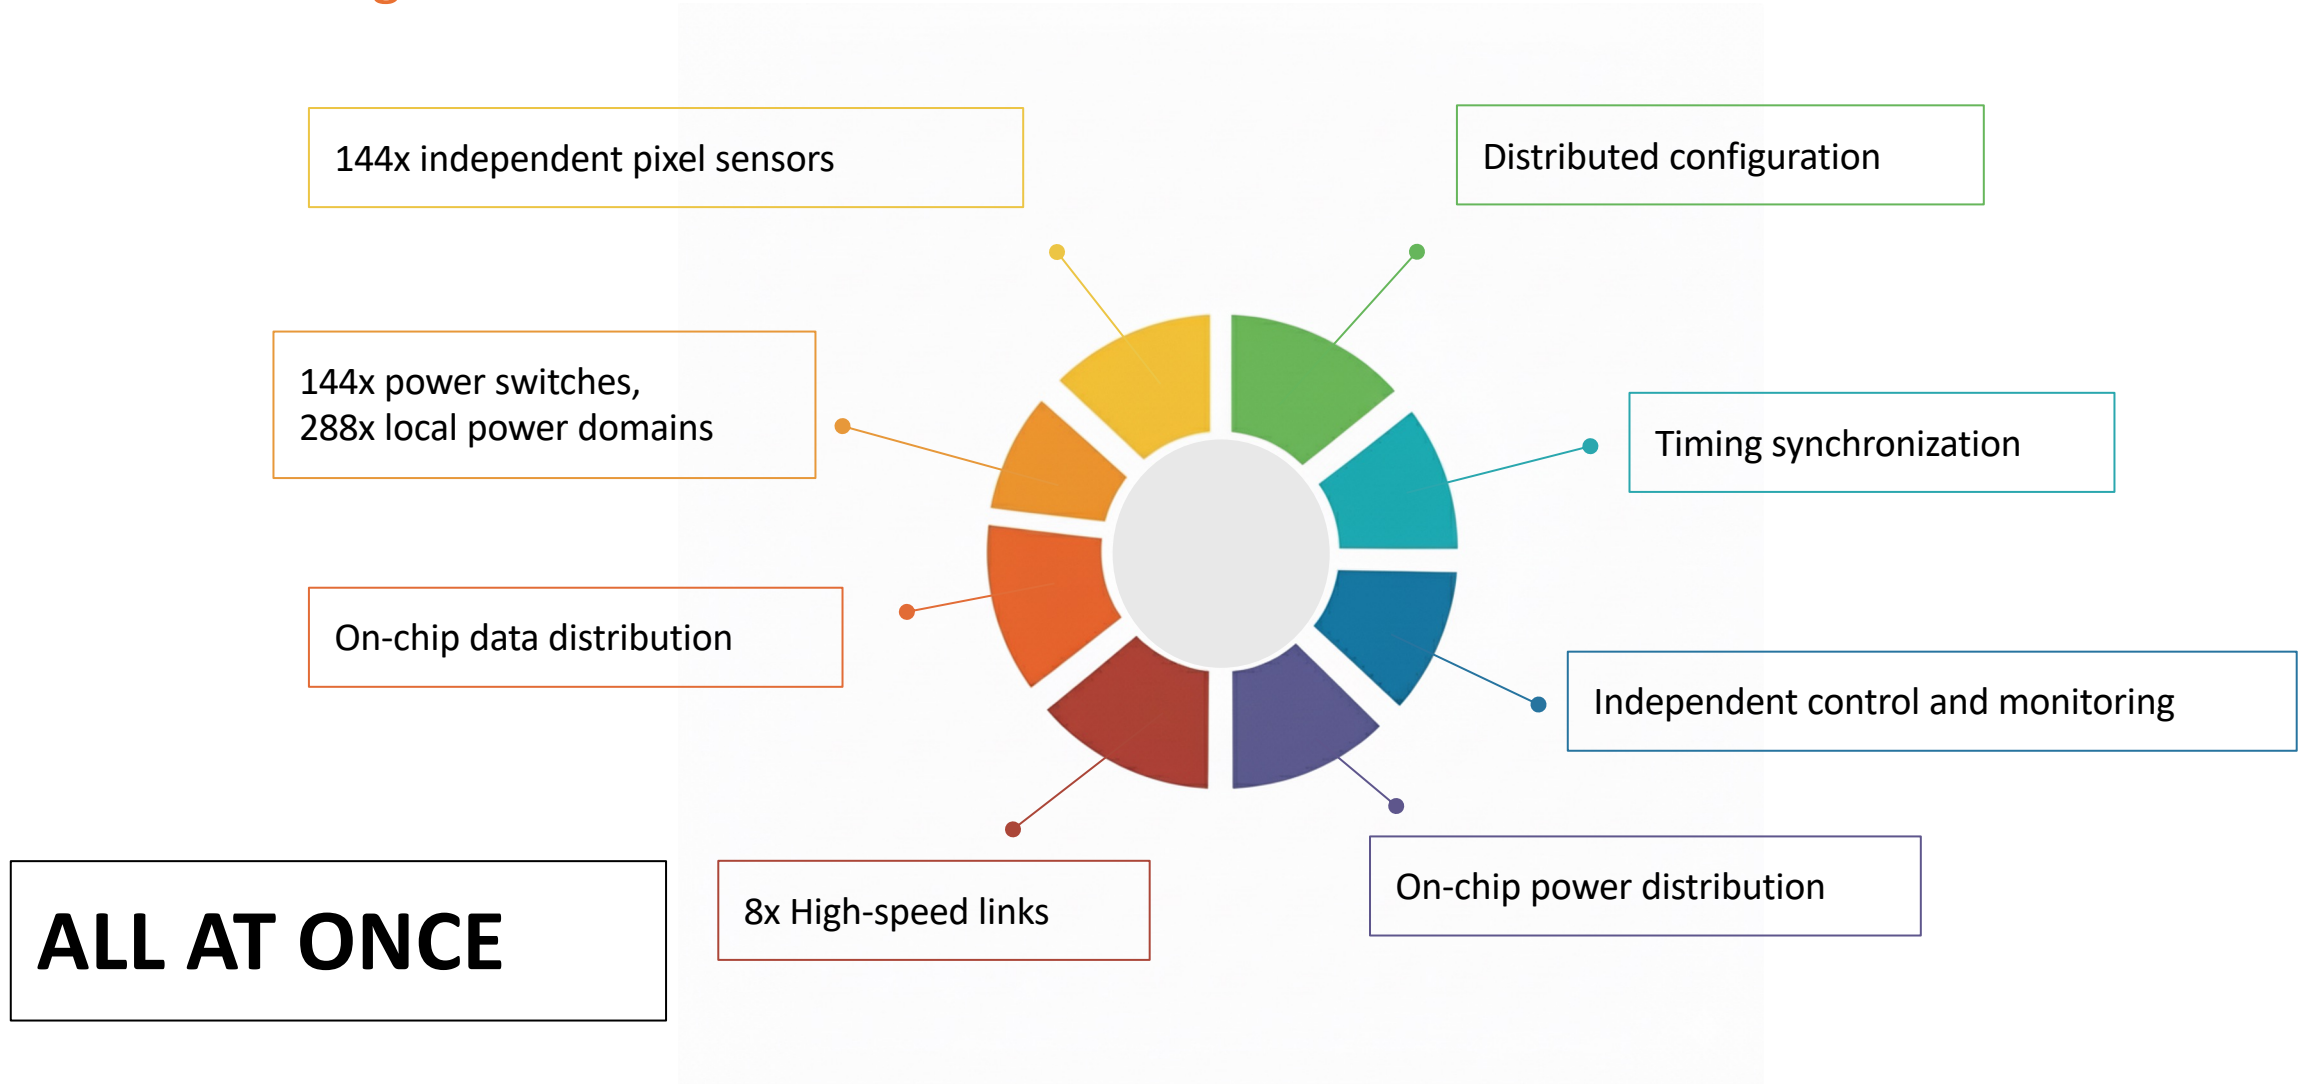 144x independent pixel sensors
Distributed configuration
144x power switches,
288x local power domains
Timing synchronization
On-chip data distribution
Independent control and monitoring
8x High-speed links
On-chip power distribution
ALL AT ONCE